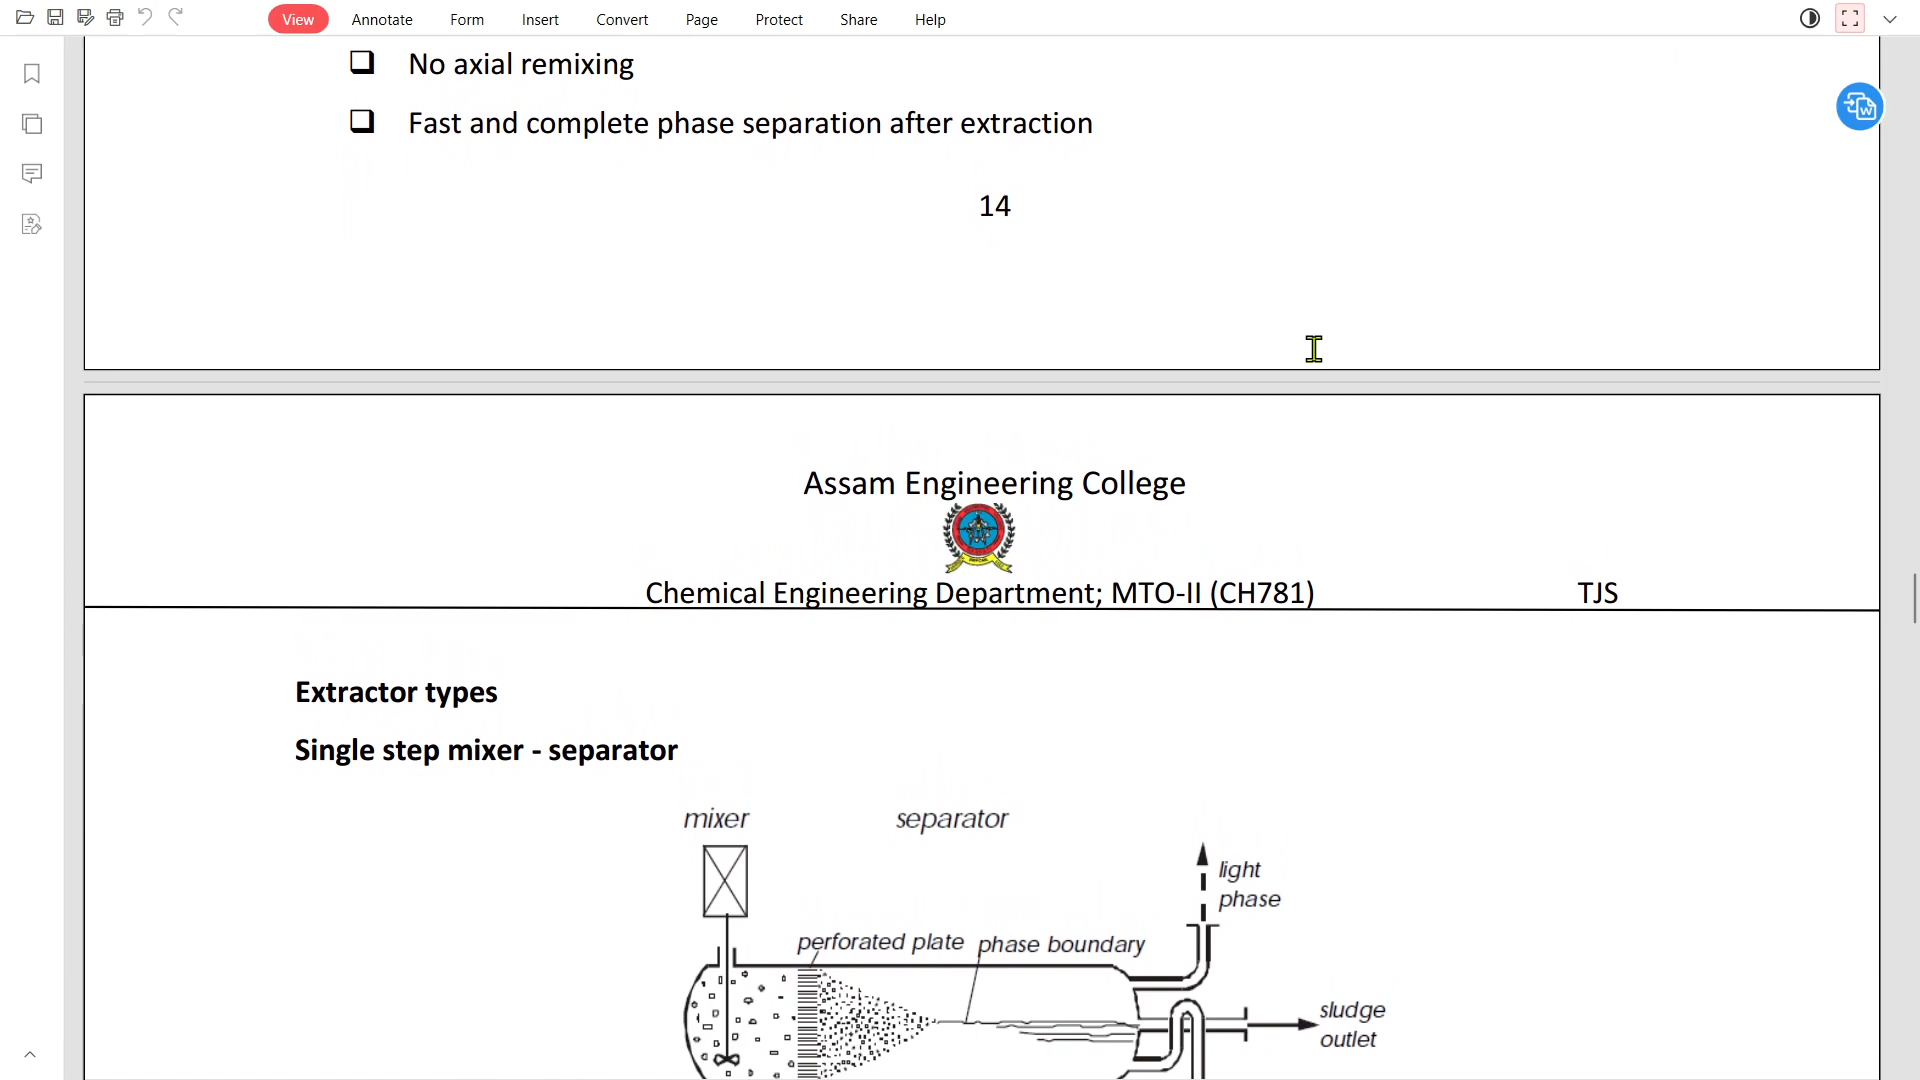 View Annotate Form Insert Convert Page Protect Share Help
No axial remixing
Fast and complete phase separation after extraction
14
Assam Engineering College
Chemical Engineering Department; MTO-II (CH781) TJS
Extractor types
Single step mixer - separator
mixer separator
light
phase
perforated plate phase boundary
sludge
outlet